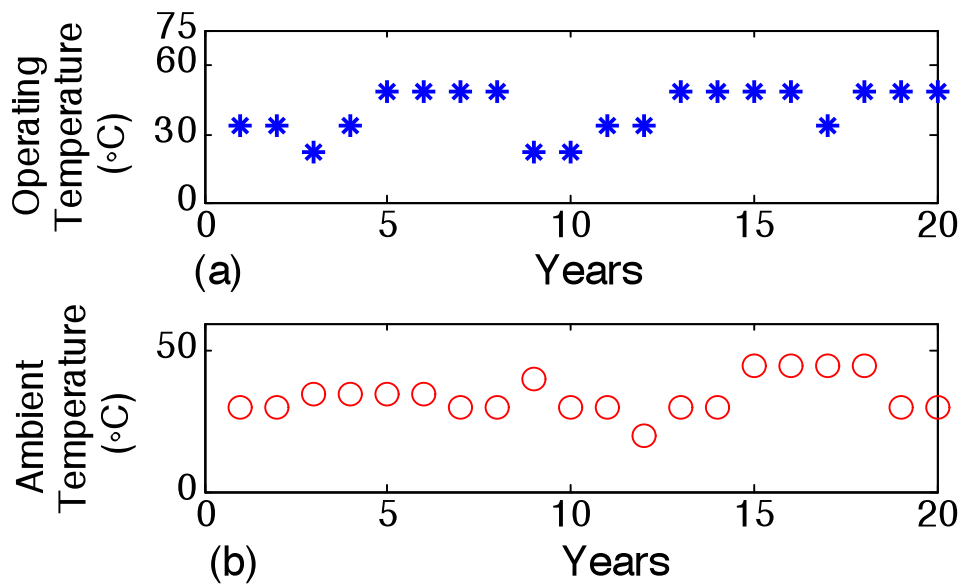 Operating
Temperature
(°C)
75
60
30
0
0 5 10 15 20
(a) Years
Ambient
Temperature
(°C)
50
0
0 5 10 15 20
(b) Years